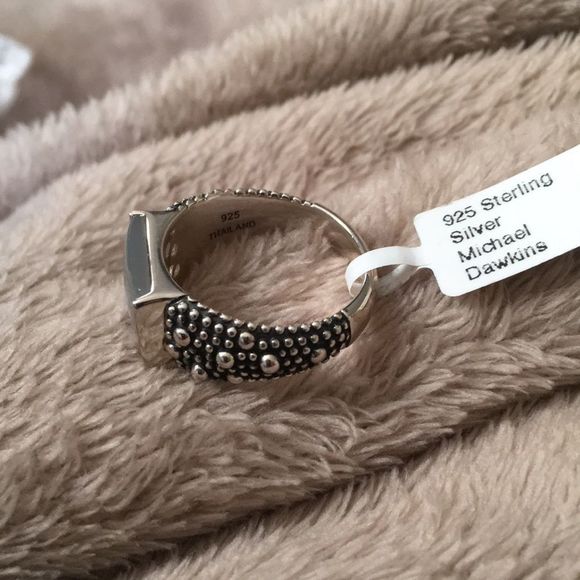 925
THAILAND
925 Sterling
Silver
Michael
Dawkins